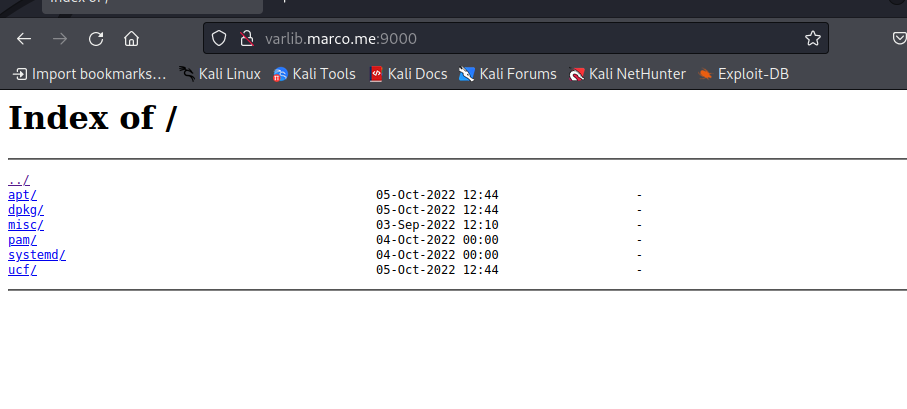 Index of /
varlib.marco.me:9000
Import bookmarks... Kali Linux Kali Tools Kali Docs Kali Forums Kali NetHunter Exploit-DB
Index of /
../
apt/ 05-Oct-2022 12:44 -
dpkg/ 05-Oct-2022 12:44 -
misc/ 03-Sep-2022 12:10 -
pam/ 04-Oct-2022 00:00 -
systemd/ 04-Oct-2022 00:00 -
ucf/ 05-Oct-2022 12:44 -